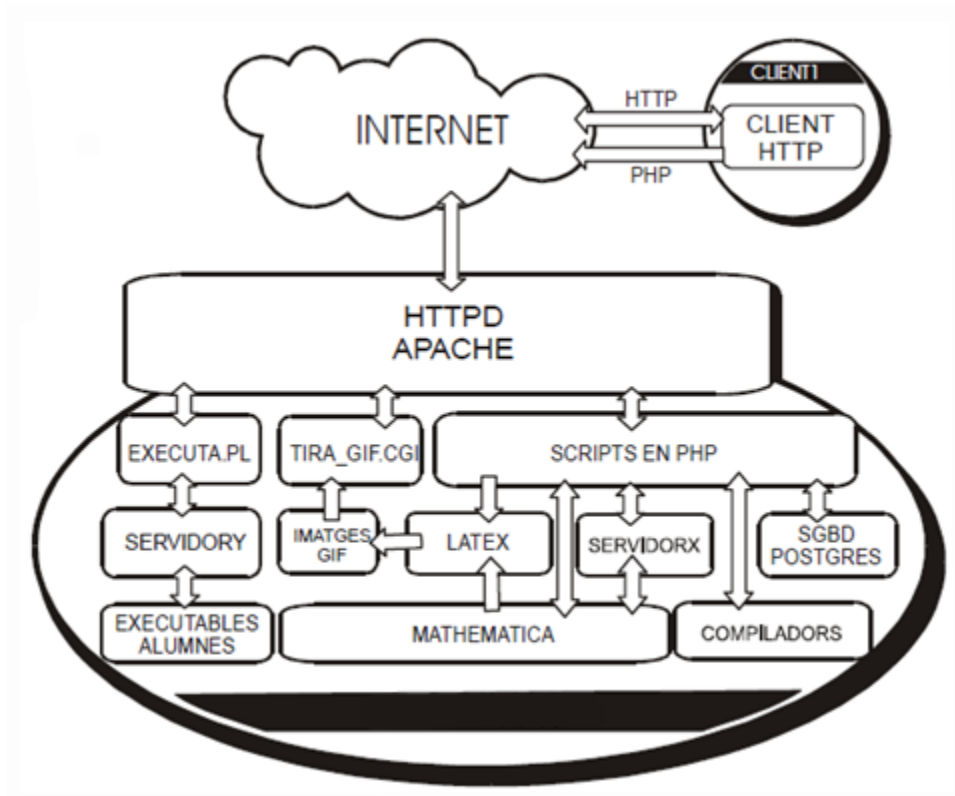 CLIENT1
HTTP
INTERNET
CLIENT
HTTP
PHP
HTTPD
APACHE
EXECUTA.PL
TIRA_GIF.CGI
SCRIPTS EN PHP
SERVIDORY
IMATGES
GIF
LATEX
SERVIDORX
SGBD
POSTGRES
EXECUTABLES
ALUMNES
MATHEMATICA
COMPILADORS